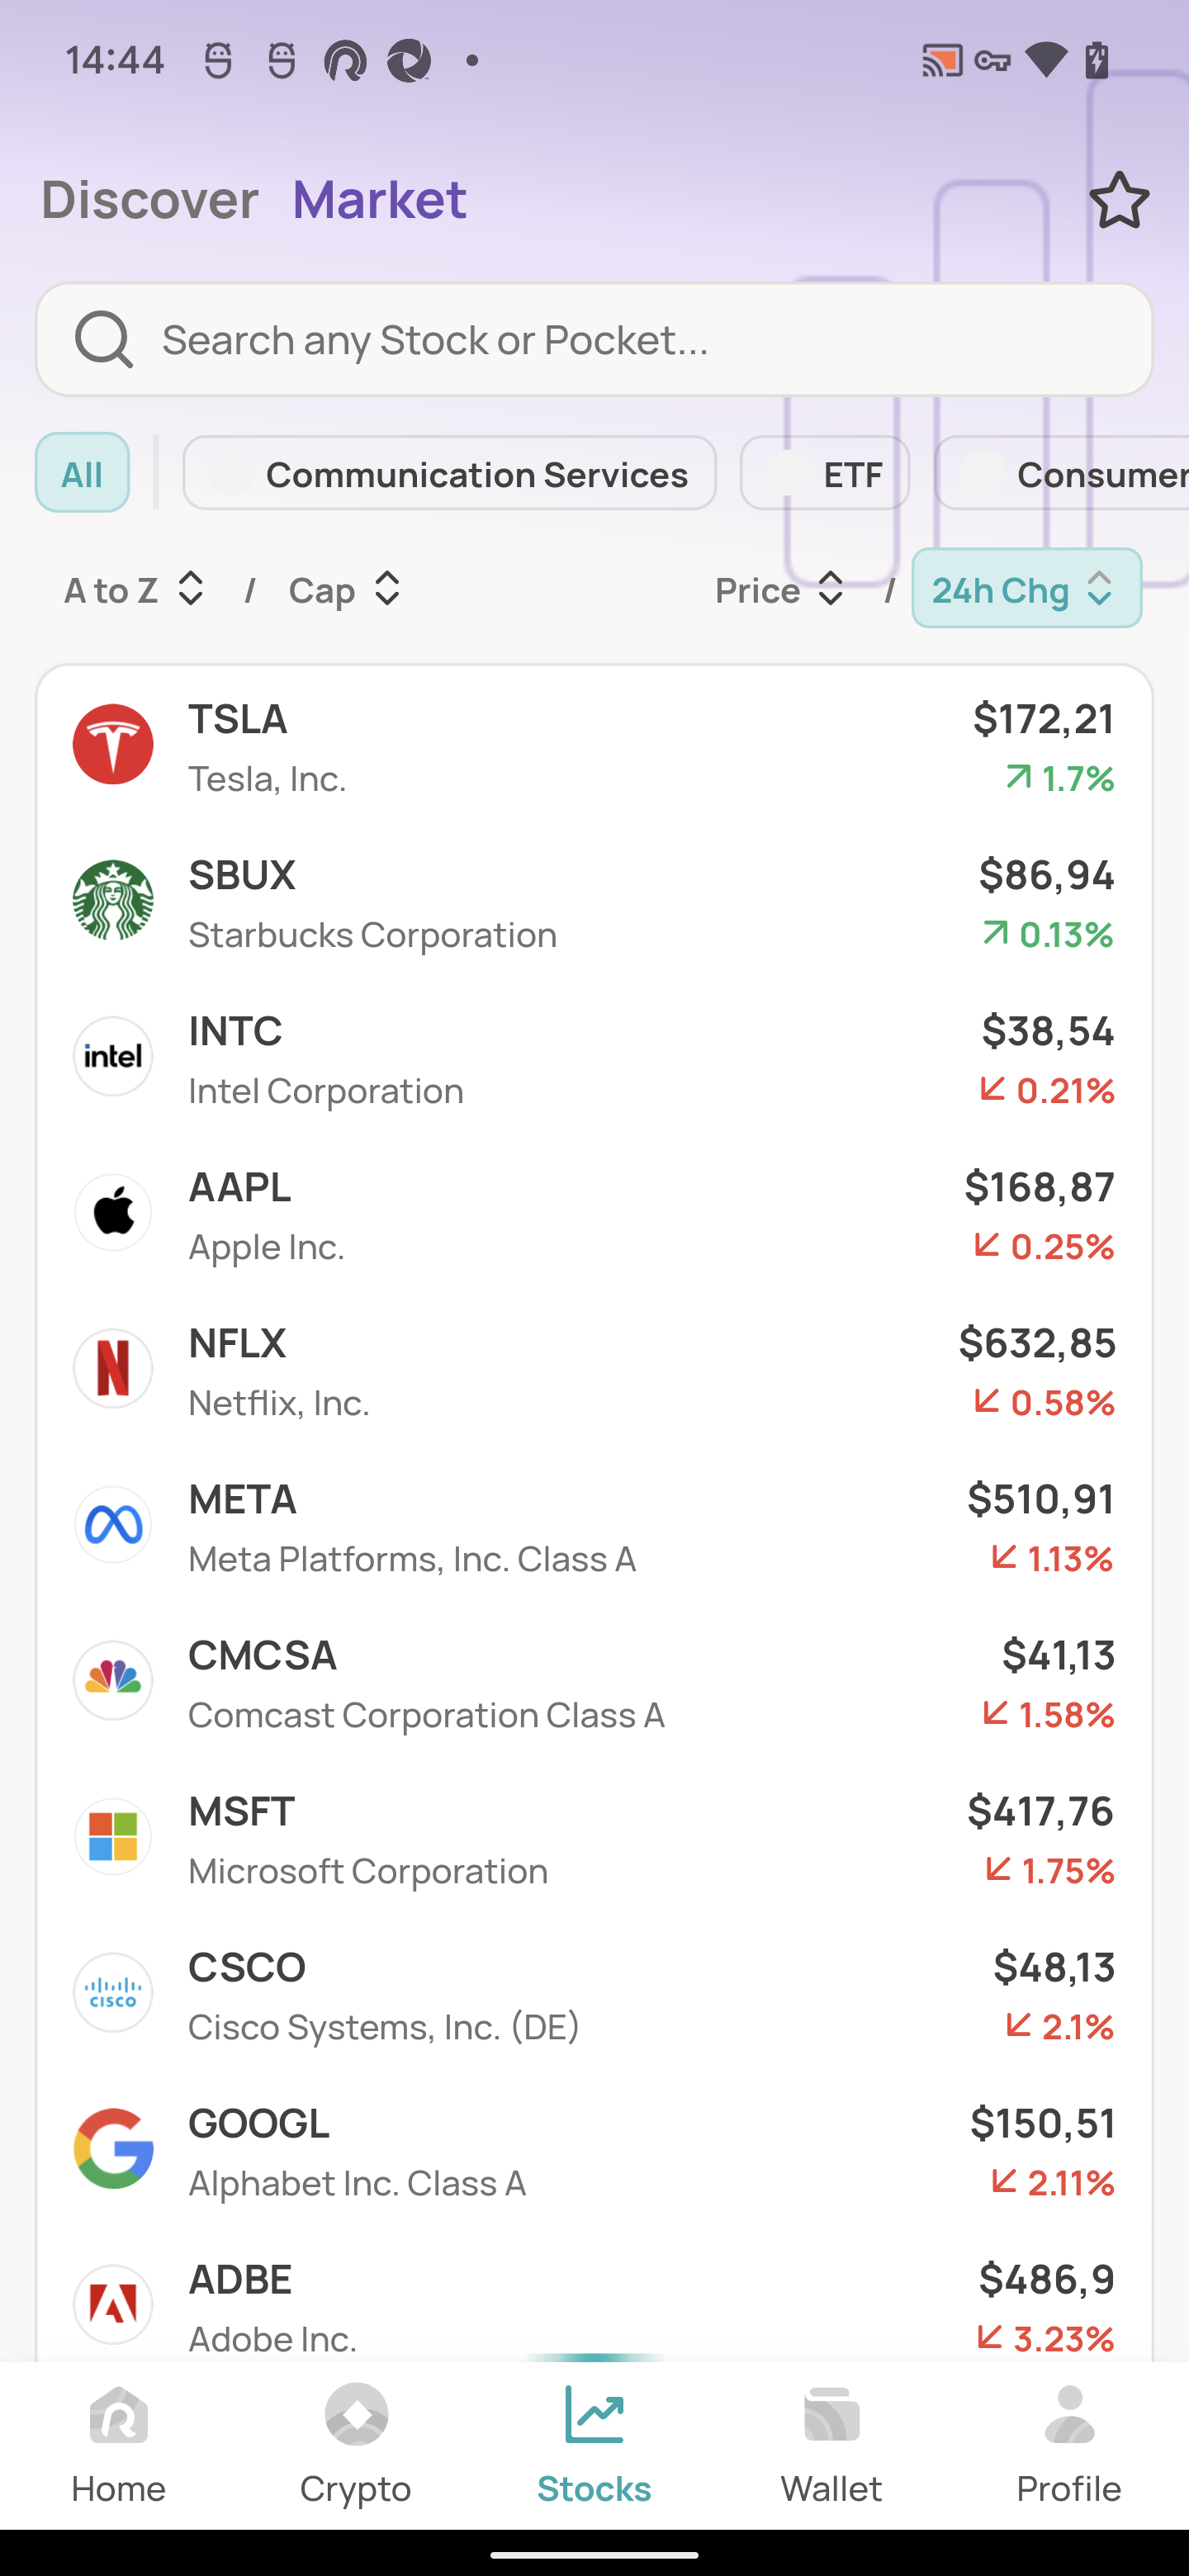 14:44
Discover Market
Search any Stock or Pocket...
All Communication Services ETF Consumer
A to Z / Cap Price / 24h Chg
TSLA $172,21
Tesla, Inc. 1.7%
SBUX $86,94
Starbucks Corporation 0.13%
intel INTC $38,54
Intel Corporation 0.21%
AAPL $168,87
Apple Inc. 0.25%
NFLX $632,85
Netflix, Inc. 0.58%
META $510,91
Meta Platforms, Inc. Class A 1.13%
CMCSA $41,13
Comcast Corporation Class A 1.58%
MSFT $417,76
Microsoft Corporation 1.75%
CISCO CSCO $48,13
Cisco Systems, Inc. (DE) 2.1%
GOOGL $150,51
Alphabet Inc. Class A 2.11%
ADBE $486,9
Adobe Inc. 3.23%
Home Crypto Stocks Wallet Profile